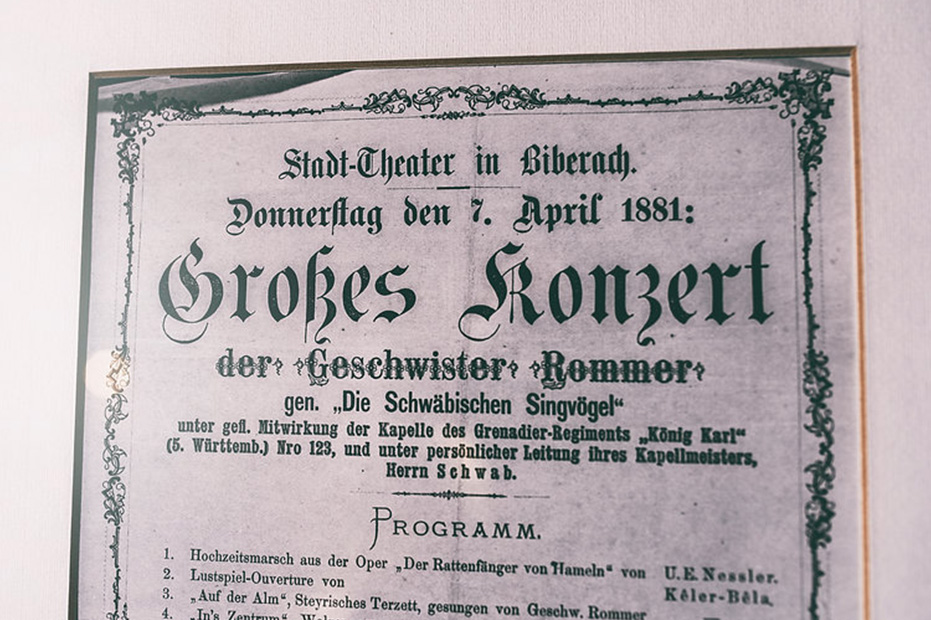 Stadt-Theater in Biberach.
Donnerstag den 7. April 1881:
Großes Konzert
der Geschwister Rommer
gen. „Die Schwäbischen Singvögel“
unter gefl. Mitwirkung der Kapelle des Grenadier-Regiments „König Karl“
(5. Württemb.) Nro 123, und unter persönlicher Leitung ihres Kapellmeisters,
Herrn Schwab.
PROGRAMM.
1. Hochzeitsmarsch aus der Oper „Der Rattenfänger von Hameln“ von U. E. Nessler.
2. Lustspiel-Ouverture von Kéler-Béla.
3. „Auf der Alm“, Steyrisches Terzett, gesungen von Geschw. Rommer
4. „In's Zentrum“,